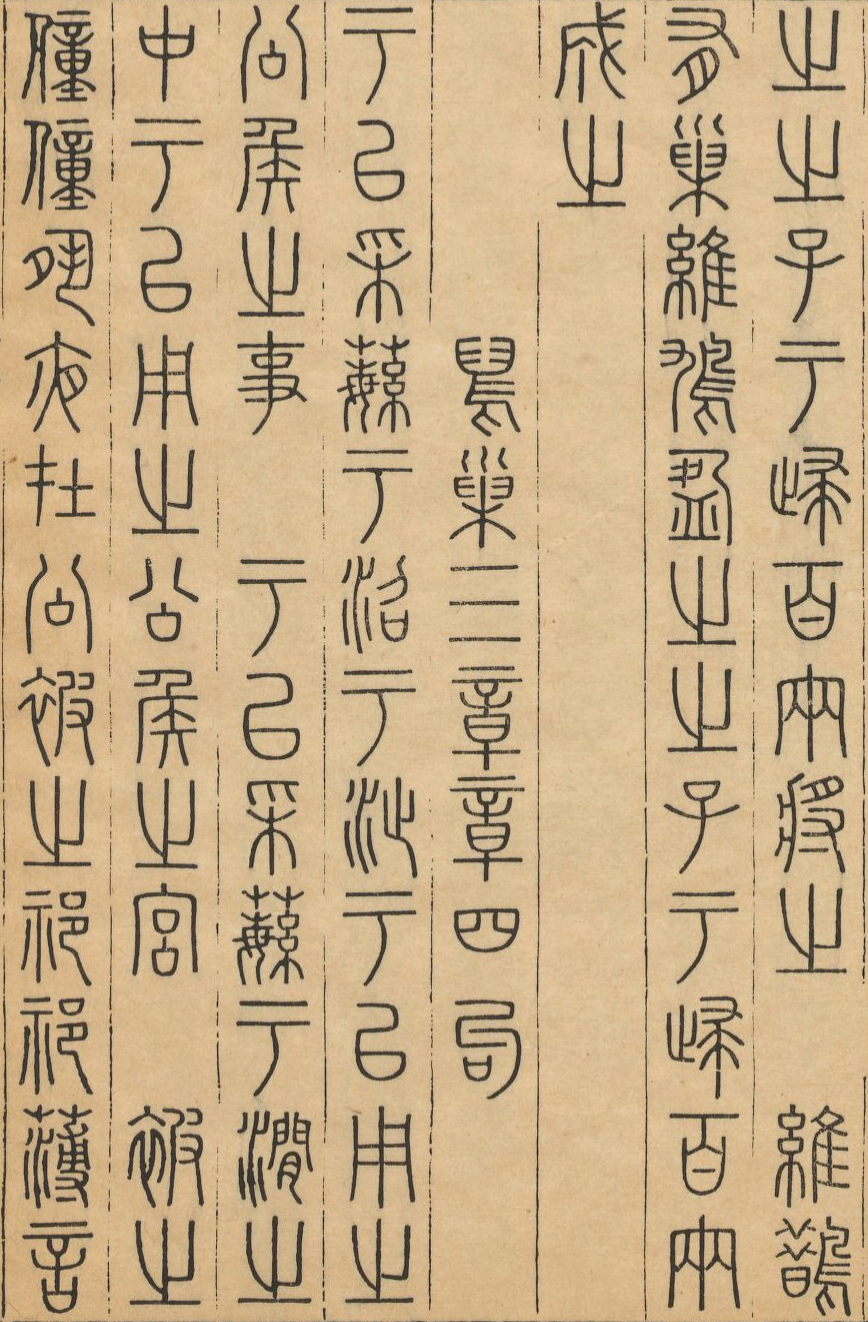 之之子于歸百兩將之　維鵲
有巢維鳩盈之之子于歸百兩
成之
舄巢三章章四句
于以采蘩于沼于沚于以用之
公侯之事　于以采蘩于澗之
中于以用之公侯之宮　被之
僮僮夙夜在公被之祁祁薄言